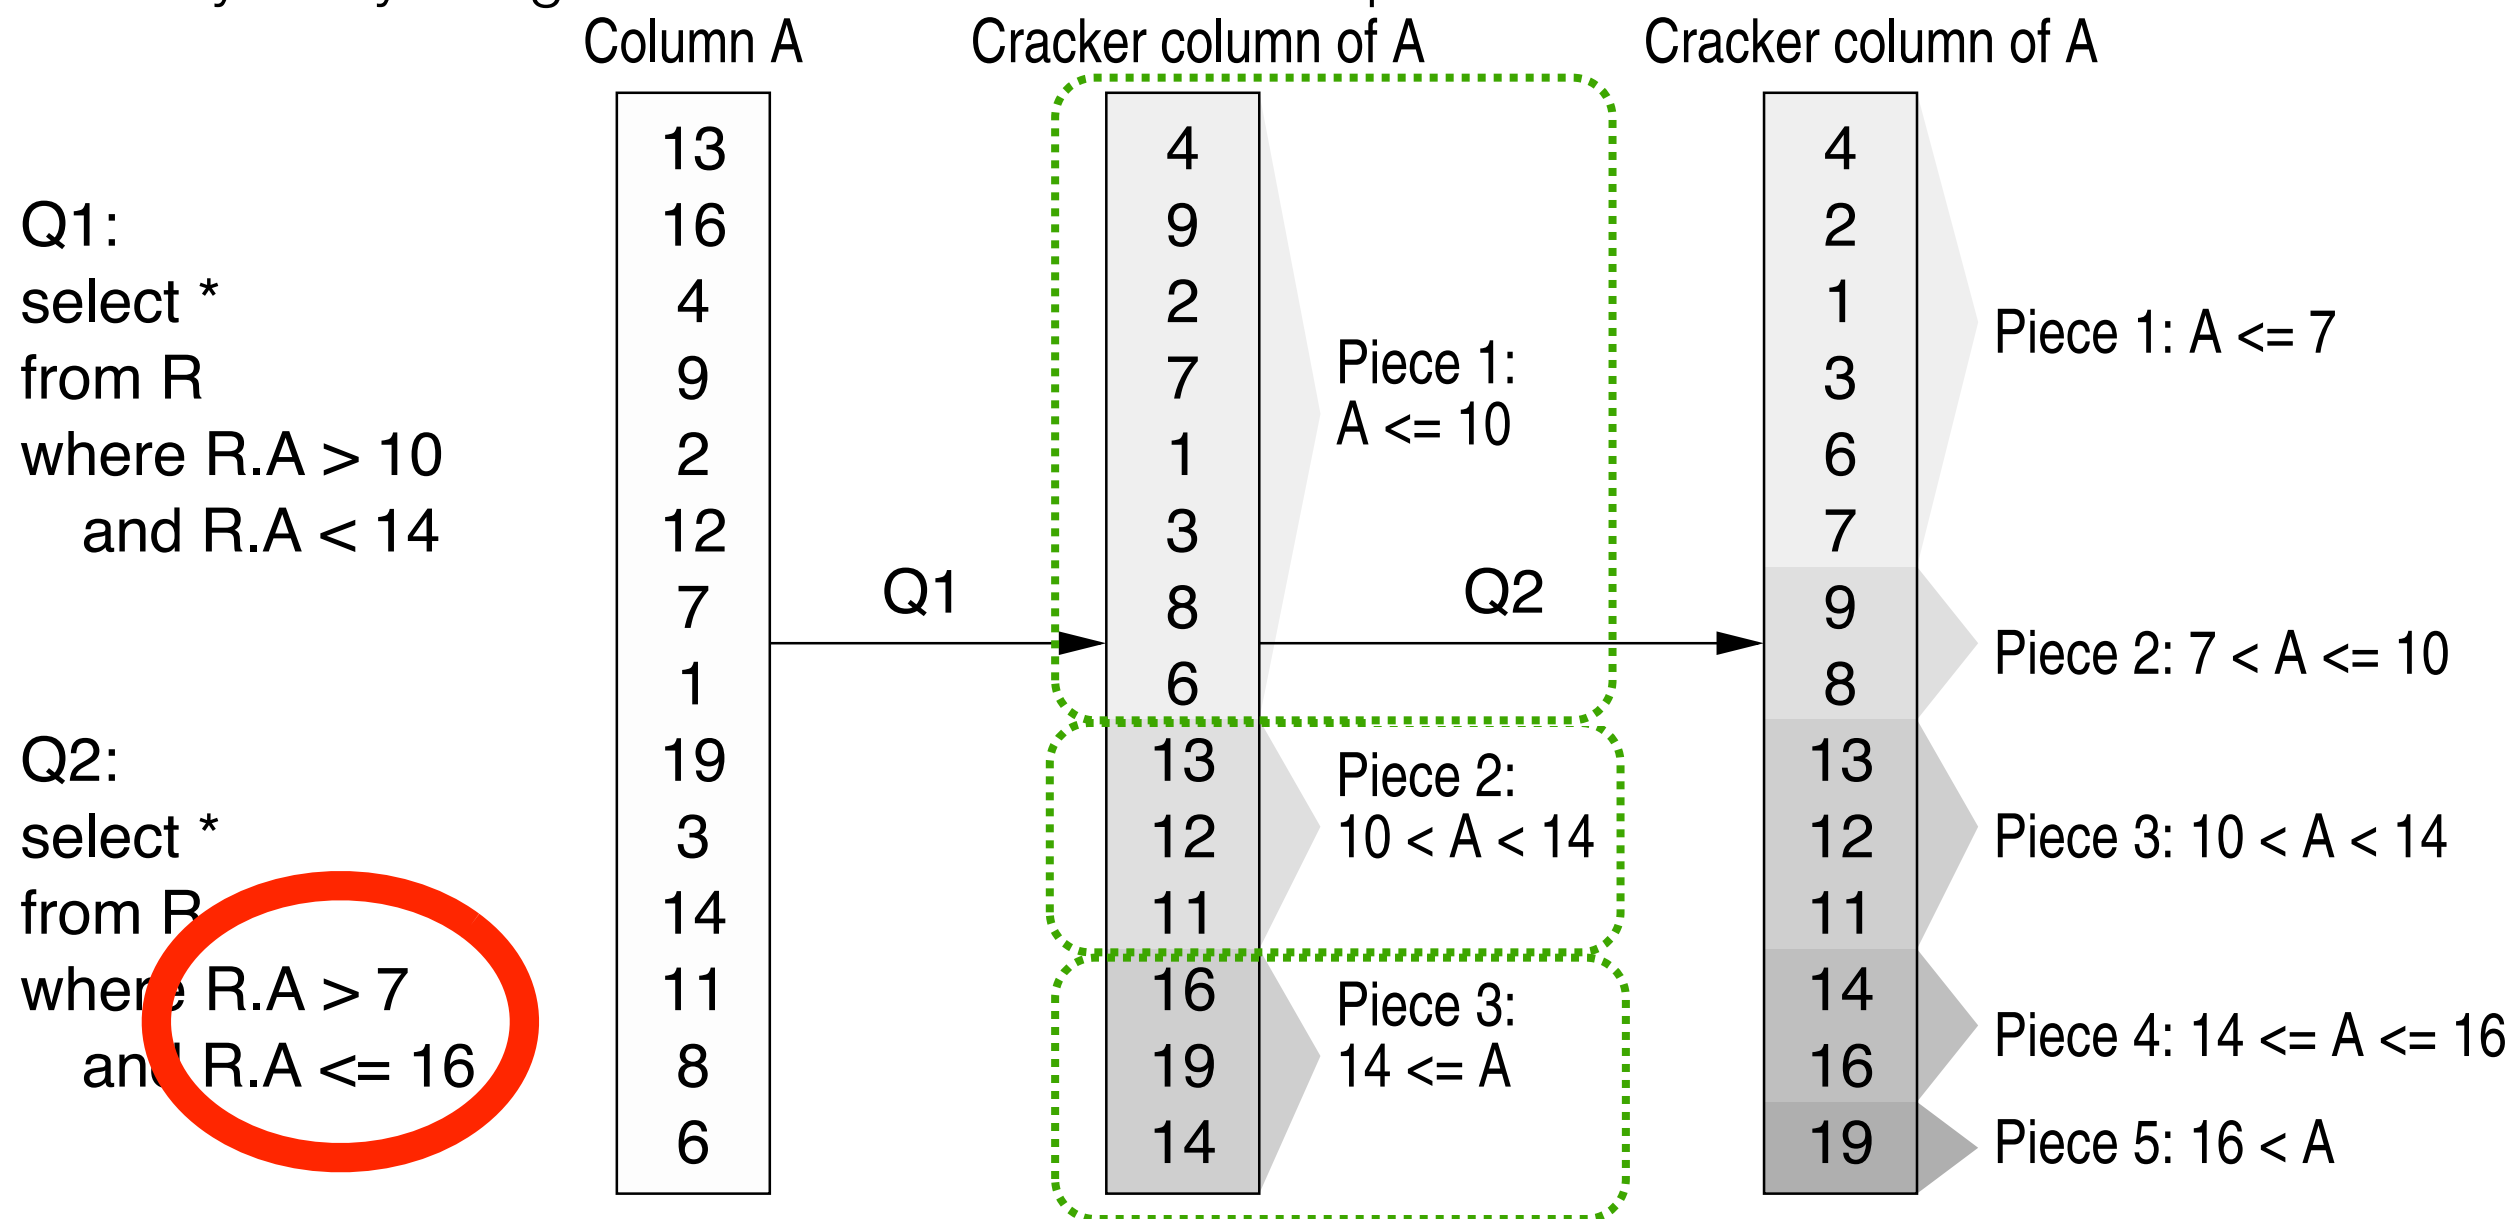 Column A
Cracker column of A
Cracker column of A
Q1:
select *
from R
where R.A > 10
and R.A < 14
Q2:
select *
from R
where R.A > 7
and R.A <= 16
13
16
4
9
2
12
7
1
19
3
14
11
8
6
Q1
4
9
2
7
1
3
8
6
13
12
11
16
19
14
Piece 1:
A <= 10
Piece 2:
10 < A < 14
Piece 3:
14 <= A
Q2
4
2
1
3
6
7
9
8
13
12
11
14
16
19
Piece 1: A <= 7
Piece 2: 7 < A <= 10
Piece 3: 10 < A < 14
Piece 4: 14 <= A <= 16
Piece 5: 16 < A